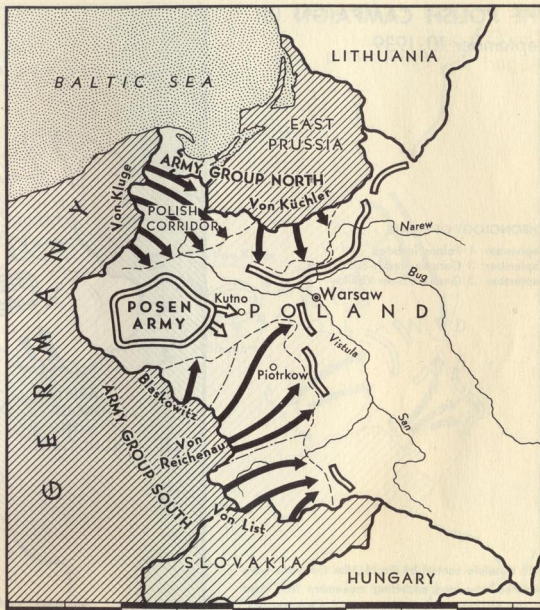 BALTIC SEA
LITHUANIA
EAST
PRUSSIA
ARMY GROUP NORTH
Von Kluge
Von Küchler
POLISH
CORRIDOR
Narew
Bug
GERMANY
POSEN
ARMY
Kutno
Warsaw
POLAND
Vistula
Piotrkow
Blaskowitz
ARMY GROUP SOUTH
Von
Reichenau
San
Von List
SLOVAKIA
HUNGARY